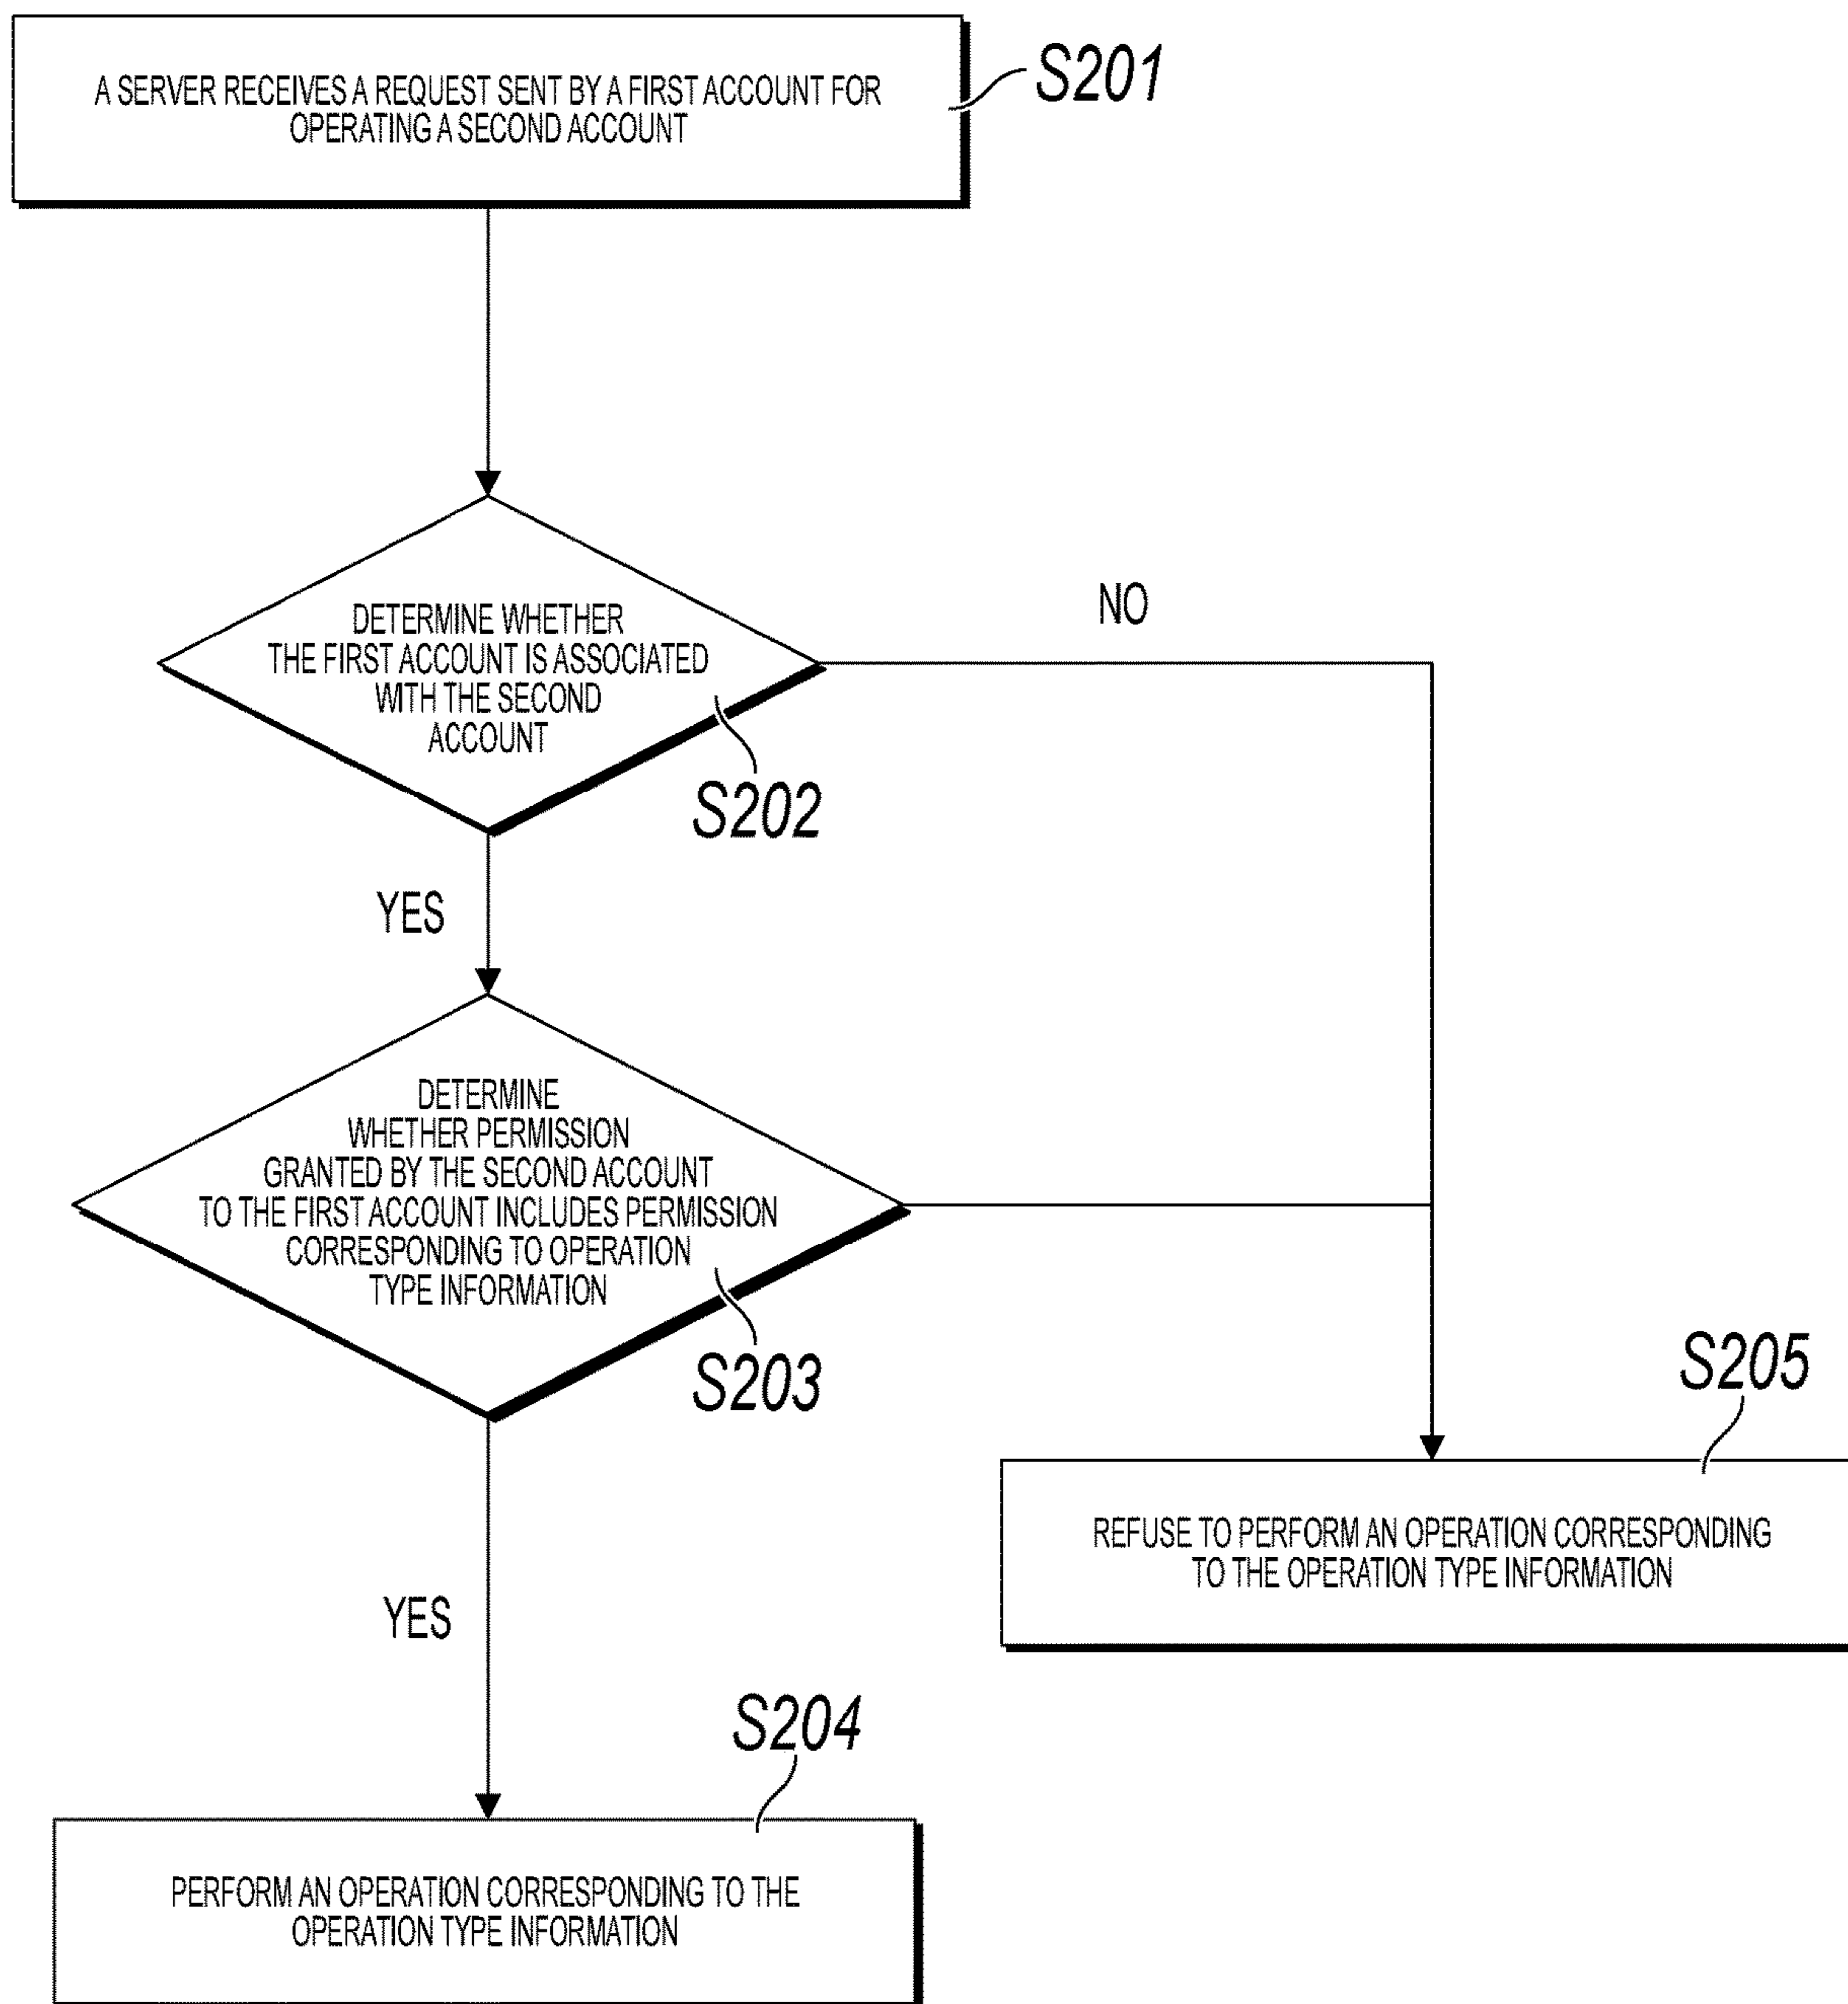 A SERVER RECEIVES A REQUEST SENT BY A FIRST ACCOUNT FOR
OPERATING A SECOND ACCOUNT
S201
DETERMINE WHETHER
THE FIRST ACCOUNT IS ASSOCIATED
WITH THE SECOND
ACCOUNT
S202
NO
YES
DETERMINE
WHETHER PERMISSION
GRANTED BY THE SECOND ACCOUNT
TO THE FIRST ACCOUNT INCLUDES PERMISSION
CORRESPONDING TO OPERATION
TYPE INFORMATION
S203
S205
REFUSE TO PERFORM AN OPERATION CORRESPONDING
TO THE OPERATION TYPE INFORMATION
YES
S204
PERFORM AN OPERATION CORRESPONDING TO THE
OPERATION TYPE INFORMATION